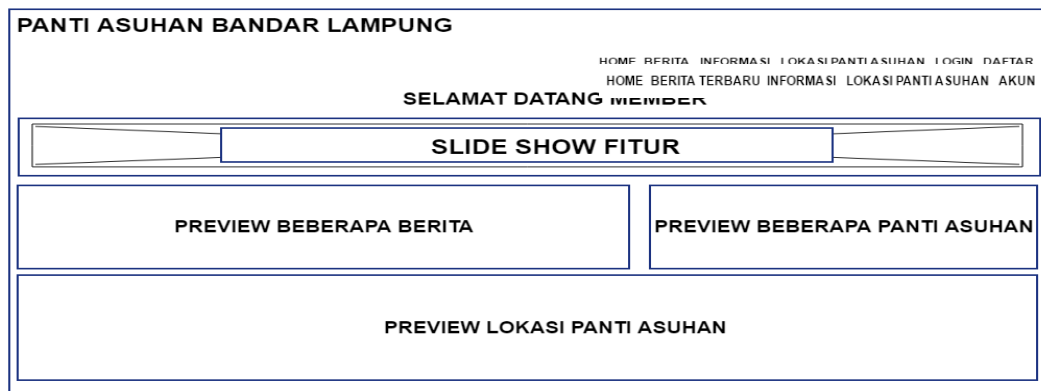 PANTI ASUHAN BANDAR LAMPUNG
HOME BERITA INFORMASI LOKASI PANTI ASUHAN LOGIN DAFTAR
HOME BERITA TERBARU INFORMASI LOKASI PANTI ASUHAN AKUN
SELAMAT DATANG MEMBER
SLIDE SHOW FITUR
PREVIEW BEBERAPA BERITA
PREVIEW BEBERAPA PANTI ASUHAN
PREVIEW LOKASI PANTI ASUHAN